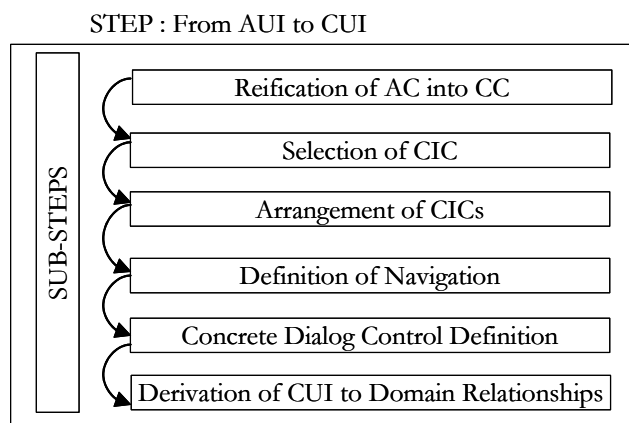 STEP : From AUI to CUI
SUB-STEPS
Reification of AC into CC
Selection of CIC
Arrangement of CICs
Definition of Navigation
Concrete Dialog Control Definition
Derivation of CUI to Domain Relationships